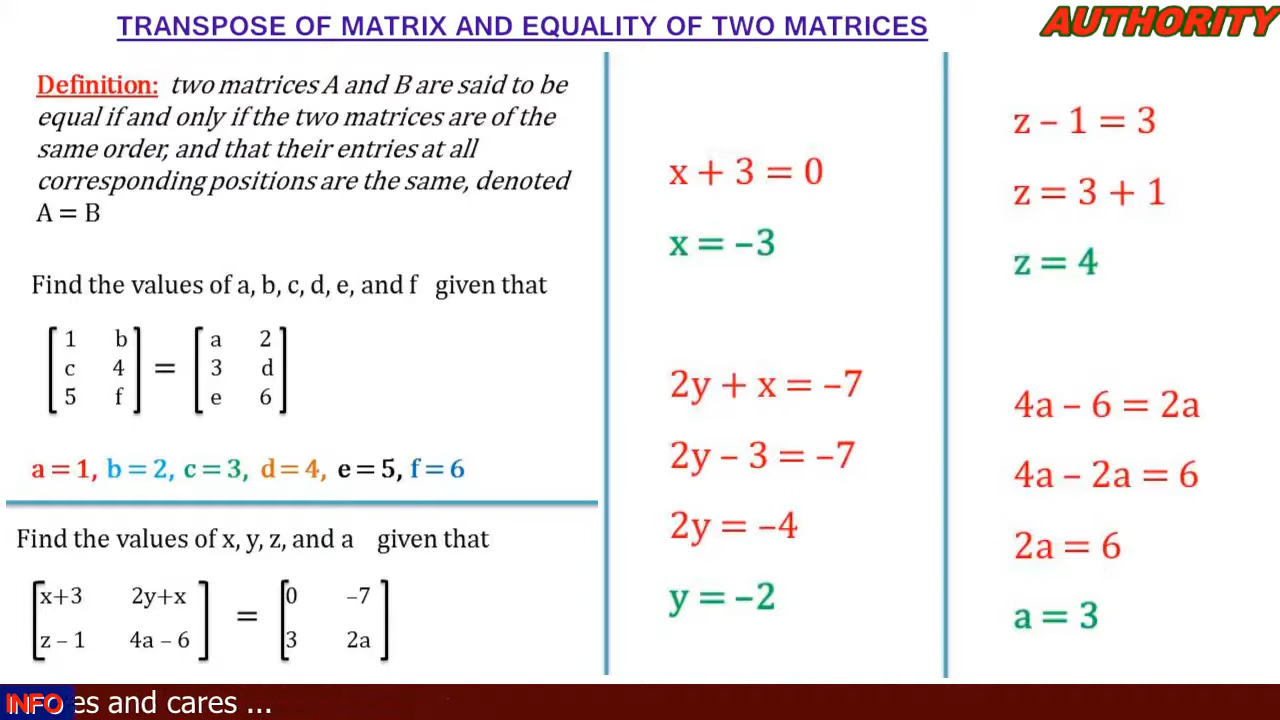 TRANSPOSE OF MATRIX AND EQUALITY OF TWO MATRICES
AUTHORITY
Definition: two matrices A and B are said to be
equal if and only if the two matrices are of the
same order, and that their entries at all
corresponding positions are the same, denoted
A = B
Find the values of a, b, c, d, e, and f given that
1 b a 2
c 4 = 3 d
5 f e 6
a = 1, b = 2, c = 3, d = 4, e = 5, f = 6
Find the values of x, y, z, and a given that
x+3 2y+x 0 –7
=
z – 1 4a – 6 3 2a
x + 3 = 0
x = –3
2y + x = –7
2y – 3 = –7
2y = –4
y = –2
z – 1 = 3
z = 3 + 1
z = 4
4a – 6 = 2a
4a – 2a = 6
2a = 6
a = 3
INFO es and cares ...